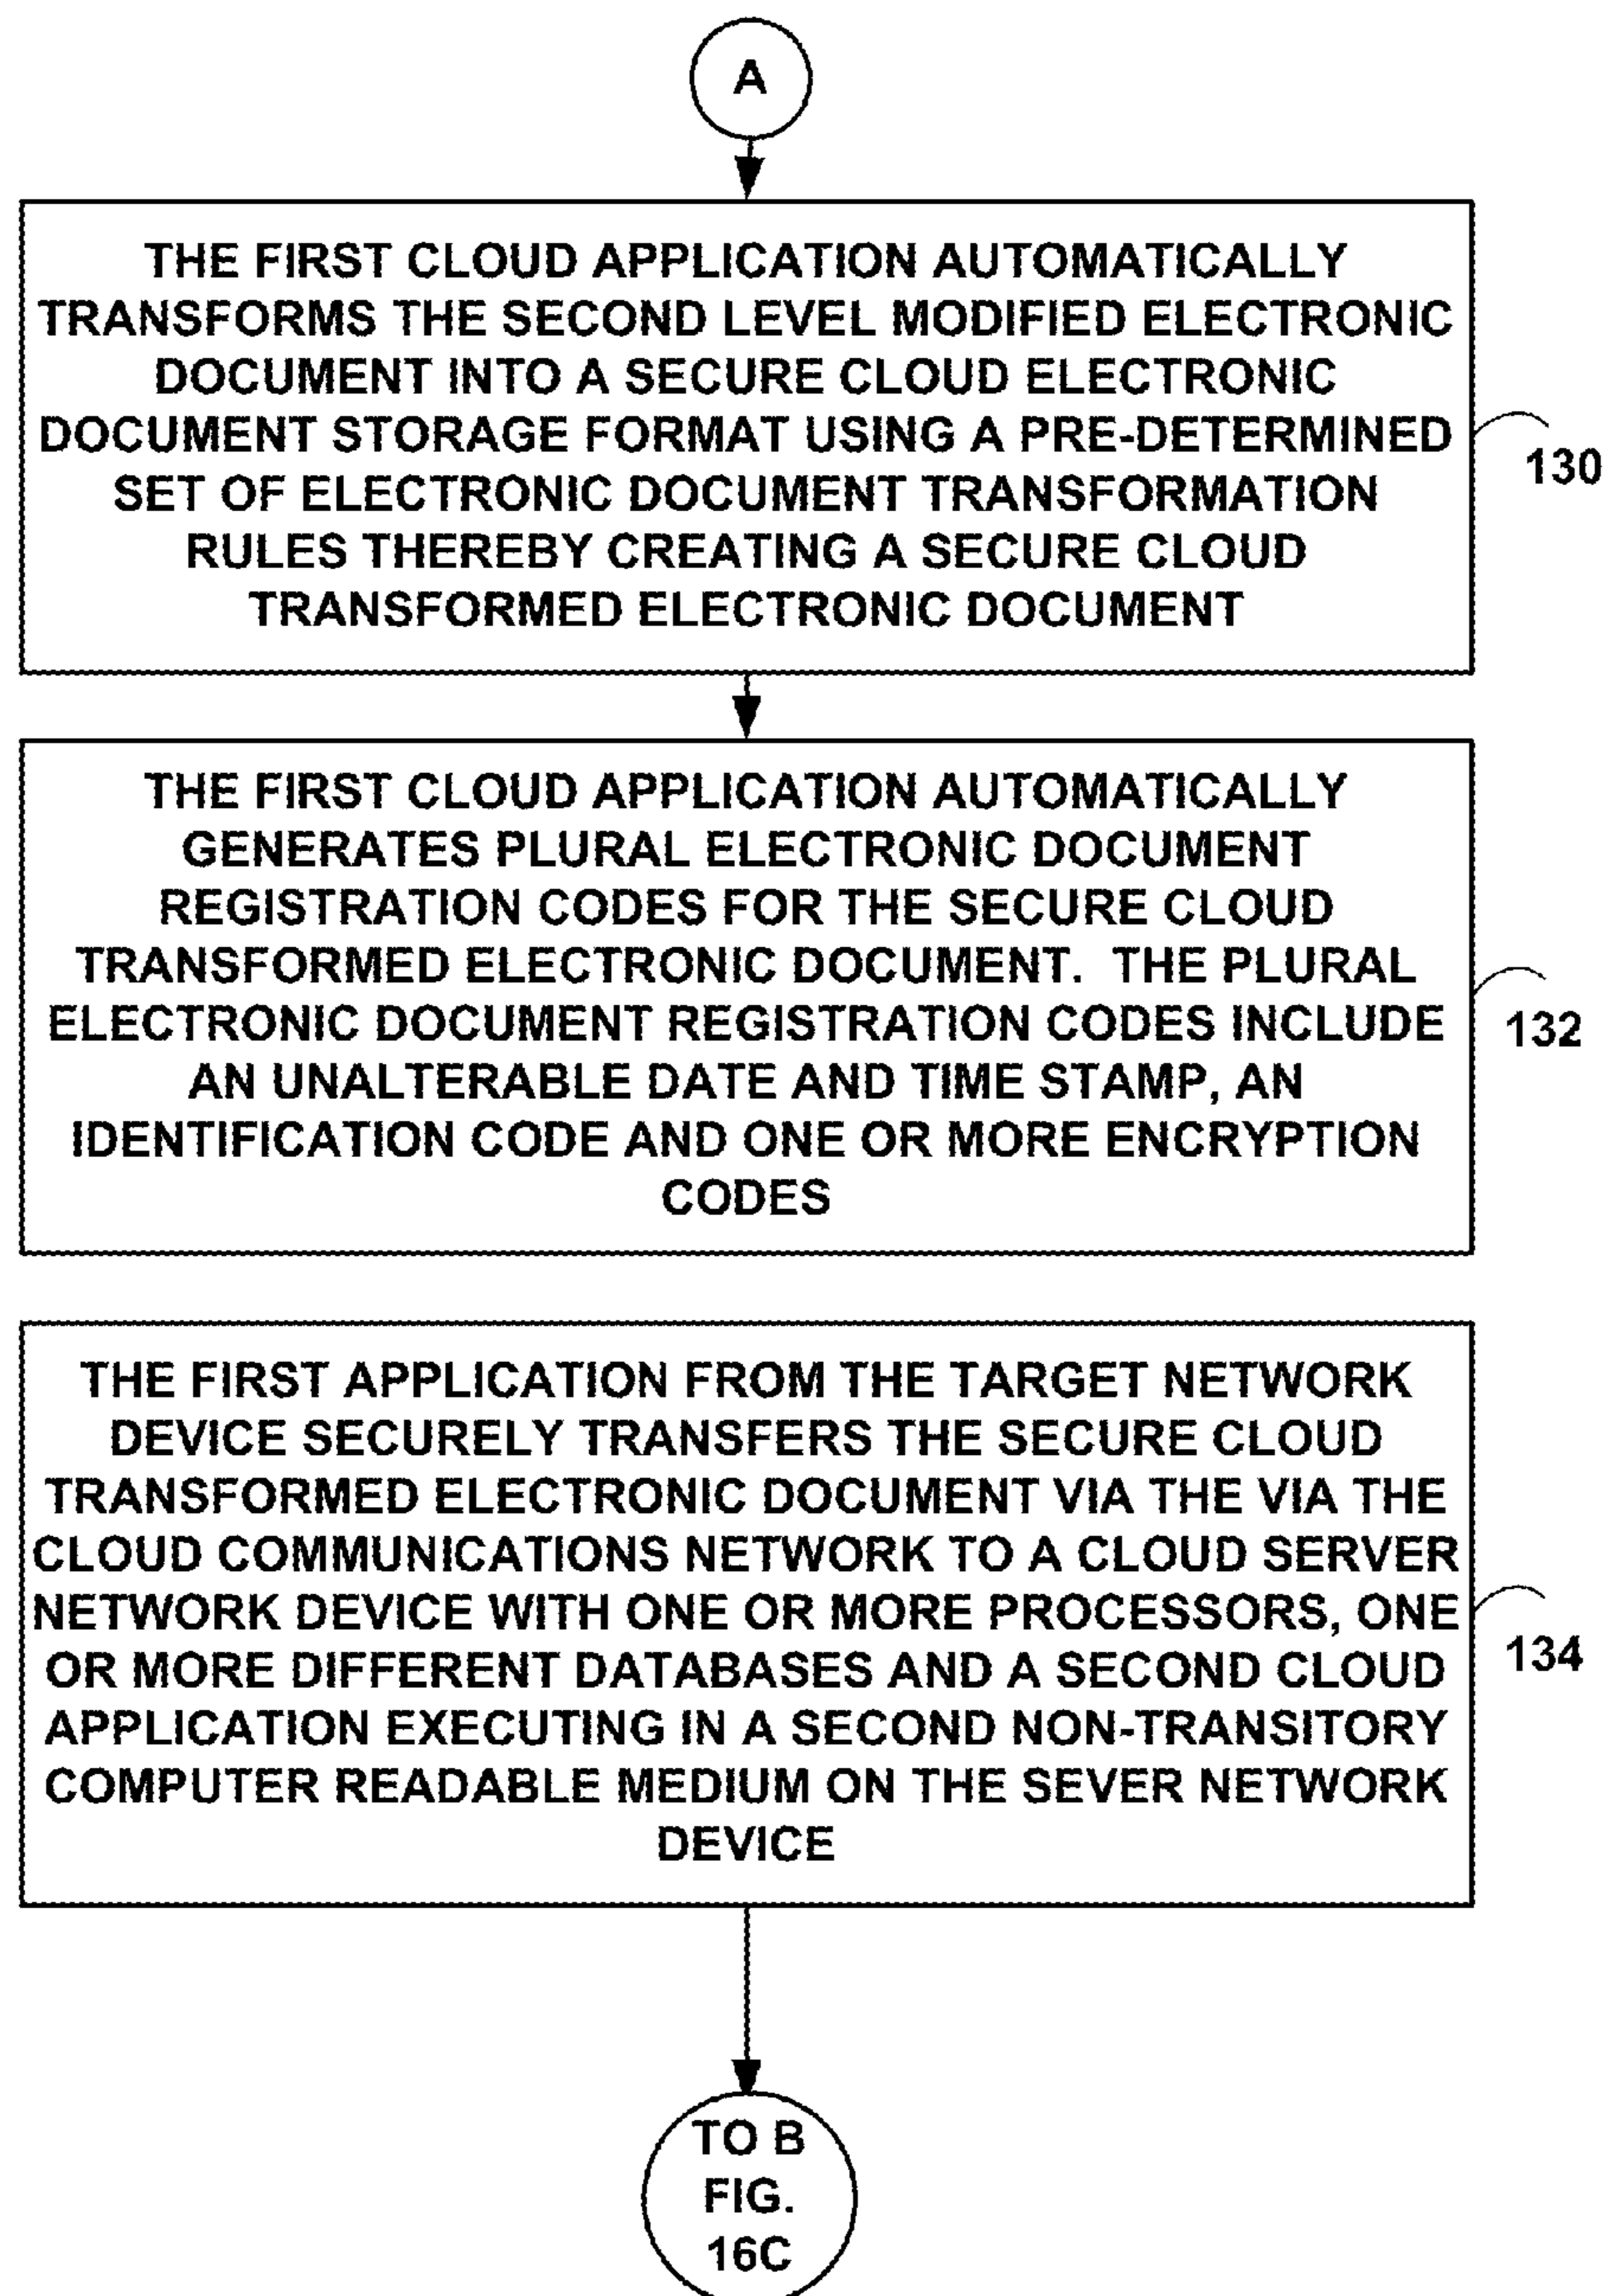 A
THE FIRST CLOUD APPLICATION AUTOMATICALLY
TRANSFORMS THE SECOND LEVEL MODIFIED ELECTRONIC
DOCUMENT INTO A SECURE CLOUD ELECTRONIC
DOCUMENT STORAGE FORMAT USING A PRE-DETERMINED
SET OF ELECTRONIC DOCUMENT TRANSFORMATION
RULES THEREBY CREATING A SECURE CLOUD
TRANSFORMED ELECTRONIC DOCUMENT
130
THE FIRST CLOUD APPLICATION AUTOMATICALLY
GENERATES PLURAL ELECTRONIC DOCUMENT
REGISTRATION CODES FOR THE SECURE CLOUD
TRANSFORMED ELECTRONIC DOCUMENT. THE PLURAL
ELECTRONIC DOCUMENT REGISTRATION CODES INCLUDE
AN UNALTERABLE DATE AND TIME STAMP, AN
IDENTIFICATION CODE AND ONE OR MORE ENCRYPTION
CODES
132
THE FIRST APPLICATION FROM THE TARGET NETWORK
DEVICE SECURELY TRANSFERS THE SECURE CLOUD
TRANSFORMED ELECTRONIC DOCUMENT VIA THE VIA THE
CLOUD COMMUNICATIONS NETWORK TO A CLOUD SERVER
NETWORK DEVICE WITH ONE OR MORE PROCESSORS, ONE
OR MORE DIFFERENT DATABASES AND A SECOND CLOUD
APPLICATION EXECUTING IN A SECOND NON-TRANSITORY
COMPUTER READABLE MEDIUM ON THE SEVER NETWORK
DEVICE
134
TO B
FIG.
16C